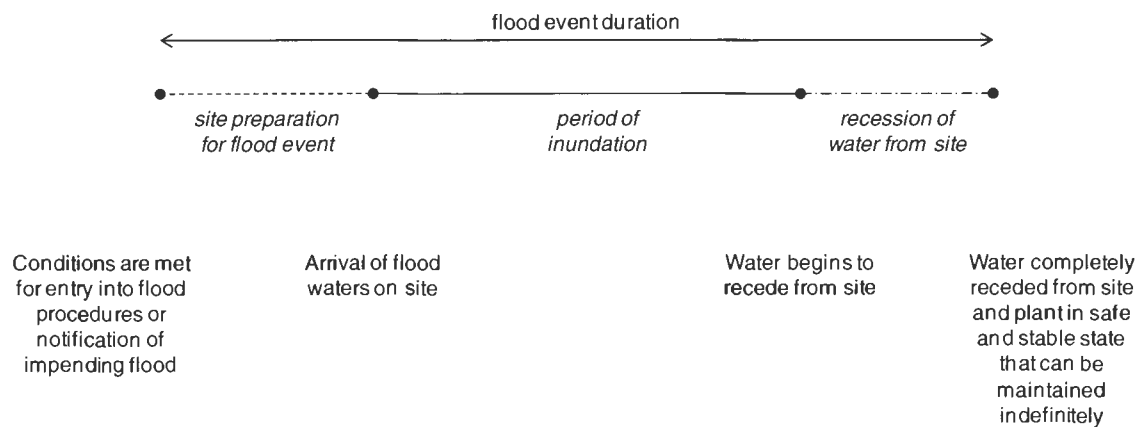 flood event duration
site preparation
for flood event
period of
inundation
recession of
water from site
Conditions are met
for entry into flood
procedures or
notification of
impending flood
Arrival of flood
waters on site
Water begins to
recede from site
Water completely
receded from site
and plant in safe
and stable state
that can be
maintained
indefinitely